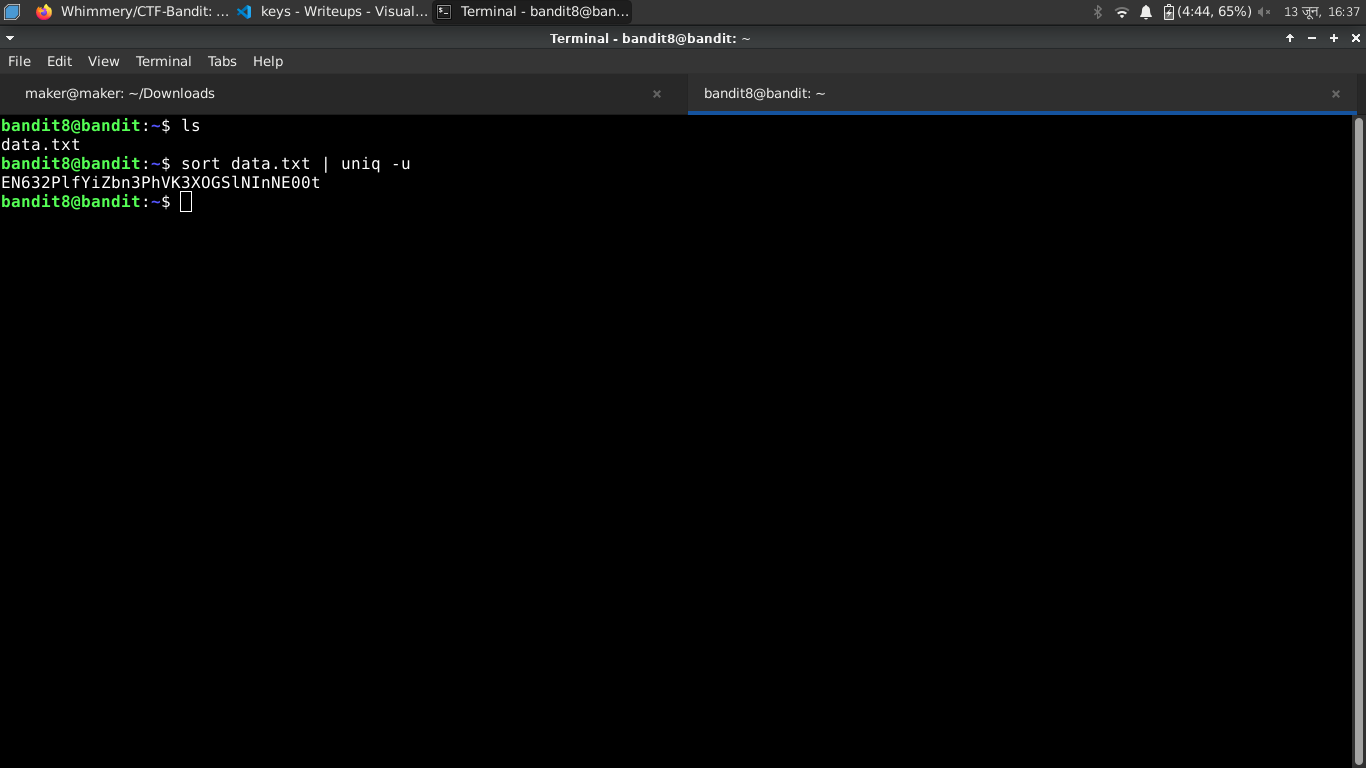 Whimmery/CTF-Bandit: ... keys - Writeups - Visual... Terminal - bandit8@ban... (4:44, 65%) 13 जून, 16:37
Terminal - bandit8@bandit: ~
File Edit View Terminal Tabs Help
maker@maker: ~/Downloads bandit8@bandit: ~
bandit8@bandit:~$ ls
data.txt
bandit8@bandit:~$ sort data.txt | uniq -u
EN632PlfYiZbn3PhVK3XOGSlNInNE00t
bandit8@bandit:~$